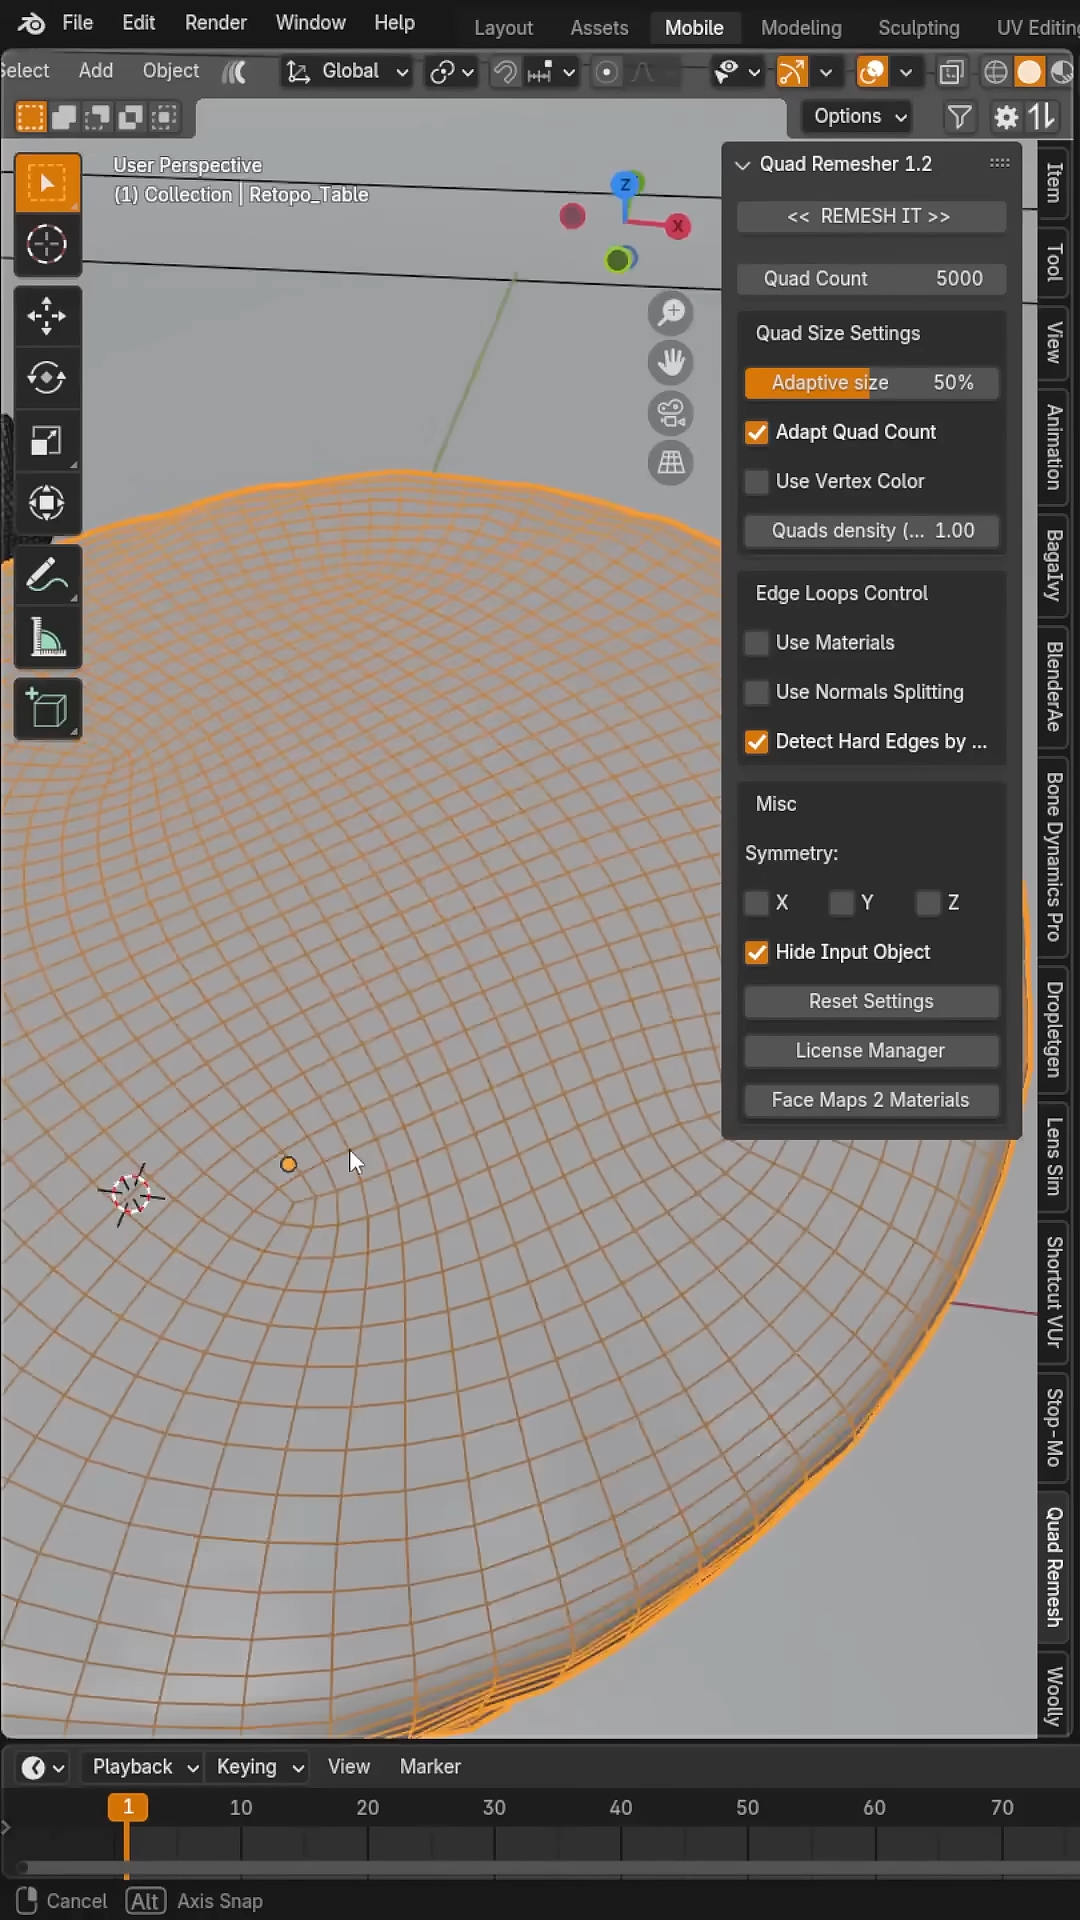 File Edit Render Window Help Layout Assets Mobile Modeling Sculpting UV Editing
Select Add Object Global
Options
User Perspective
(1) Collection | Retopo_Table
Z
X
Quad Remesher 1.2
<< REMESH IT >>
Quad Count 5000
Quad Size Settings
Adaptive size 50%
Adapt Quad Count
Use Vertex Color
Quads density (... 1.00
Edge Loops Control
Use Materials
Use Normals Splitting
Detect Hard Edges by ...
Misc
Symmetry:
X Y Z
Hide Input Object
Reset Settings
License Manager
Face Maps 2 Materials
Item
Tool
View
Animation
BagaIvy
BlenderAe
Bone Dynamics Pro
Dropletgen
Lens Sim
Shortcut VUr
Stop-Mo
Quad Remesh
Woolly
Playback Keying View Marker
1 10 20 30 40 50 60 70
Cancel Alt Axis Snap